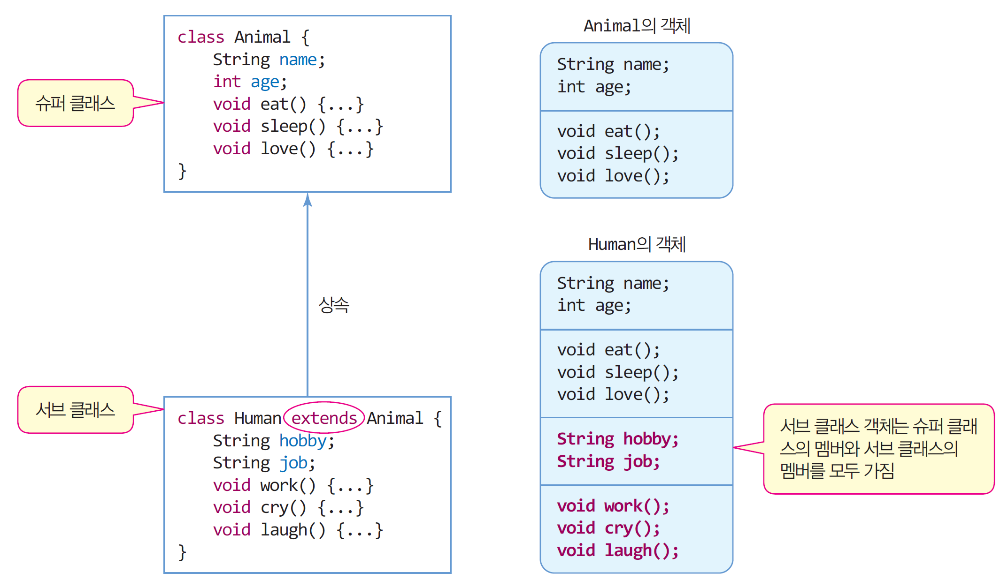 슈퍼 클래스
class Animal {
String name;
int age;
void eat() {...}
void sleep() {...}
void love() {...}
}
상속
서브 클래스
class Human extends Animal {
String hobby;
String job;
void work() {...}
void cry() {...}
void laugh() {...}
}
Animal의 객체
String name;
int age;
void eat();
void sleep();
void love();
Human의 객체
String name;
int age;
void eat();
void sleep();
void love();
String hobby;
String job;
void work();
void cry();
void laugh();
서브 클래스 객체는 슈퍼 클래
스의 멤버와 서브 클래스의
멤버를 모두 가짐